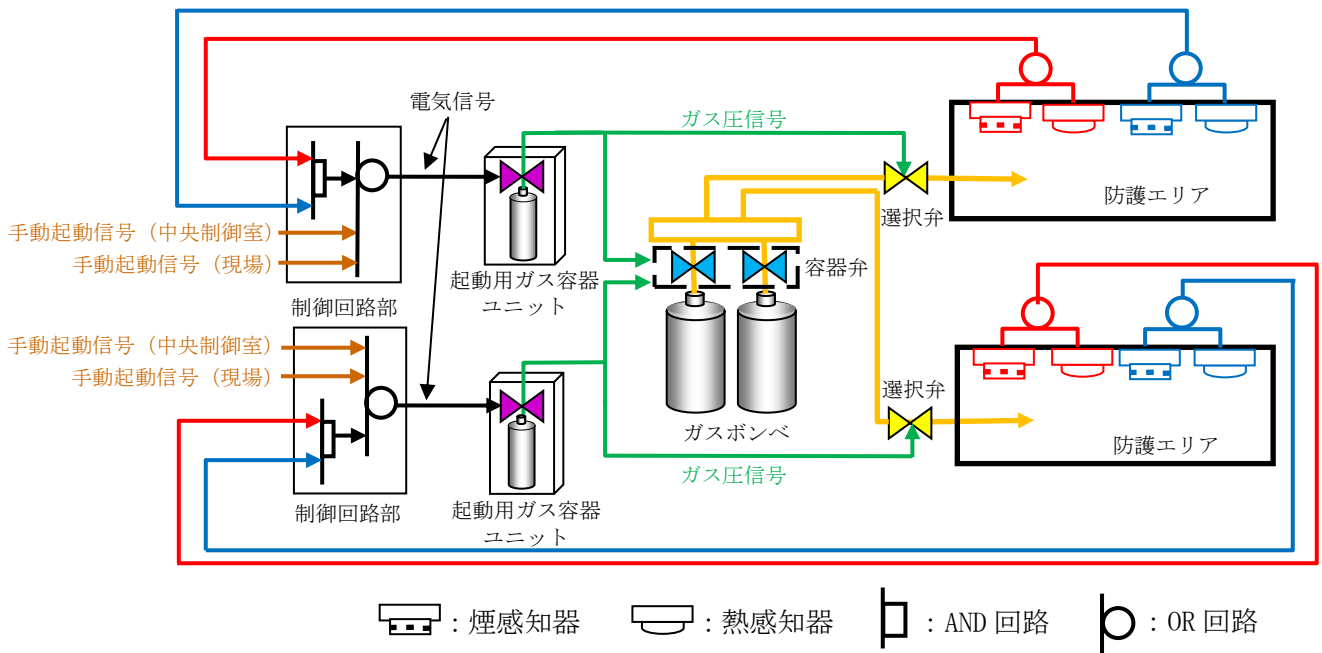 電気信号
ガス圧信号
防護エリア
選択弁
手動起動信号（中央制御室）
手動起動信号（現場）
容器弁
起動用ガス容器
ユニット
制御回路部
手動起動信号（中央制御室）
手動起動信号（現場）
選択弁
ガスボンベ
防護エリア
ガス圧信号
制御回路部
起動用ガス容器
ユニット
：煙感知器
：熱感知器
：AND 回路
：OR 回路